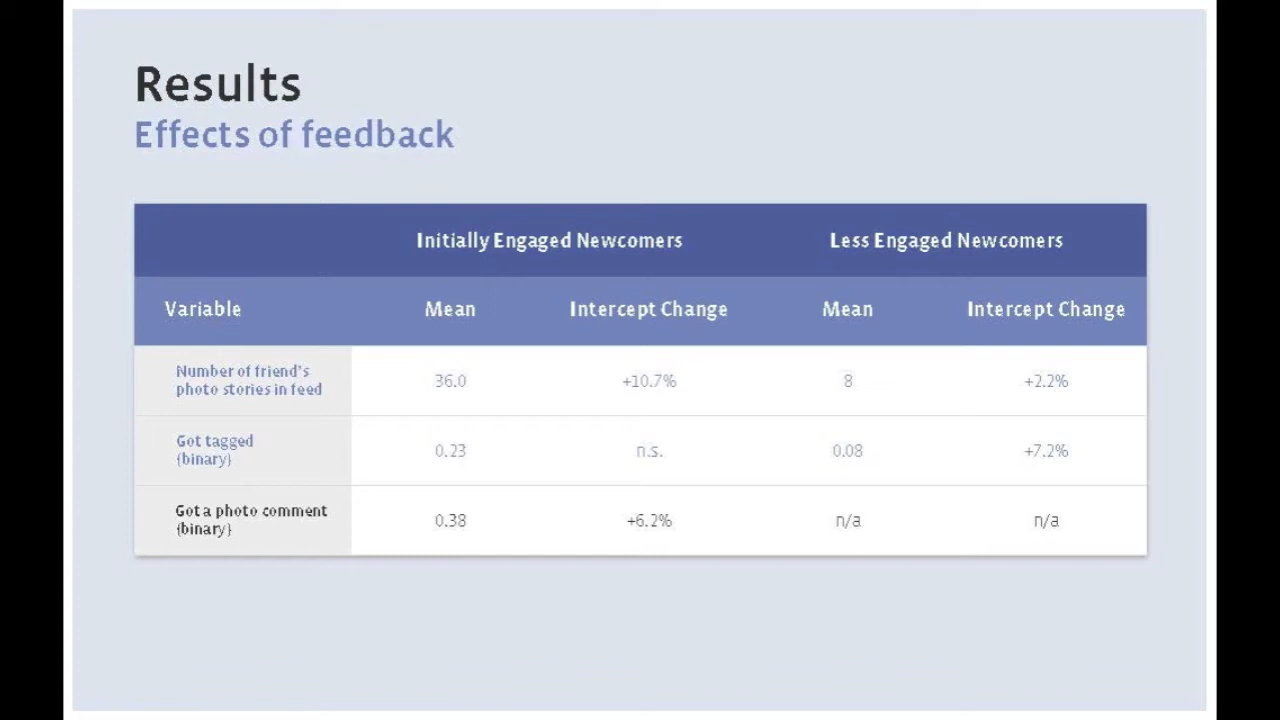 Results
Effects of feedback
Initially Engaged Newcomers Less Engaged Newcomers
Variable Mean Intercept Change Mean Intercept Change
Number of friend's
photo stories in feed 36.0 +10.7% 8 +2.2%
Got tagged
(binary) 0.23 n.s. 0.08 +7.2%
Got a photo comment
(binary) 0.38 +6.2% n/a n/a